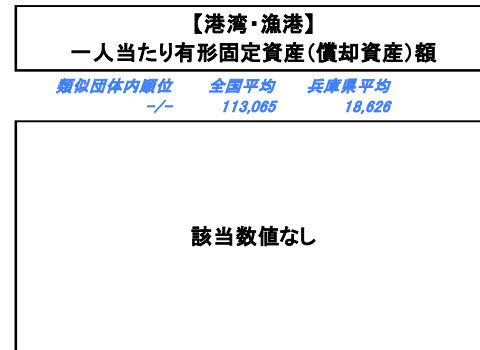 【港湾・漁港】
一人当たり有形固定資産(償却資産)額
類似団体内順位 全国平均 兵庫県平均
-/- 113,065 18,626
該当数値なし